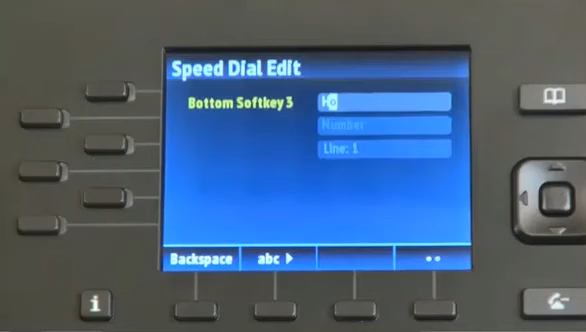 Speed Dial Edit
Bottom Softkey 3
Ho
Number
Line: 1
Backspace abc
i